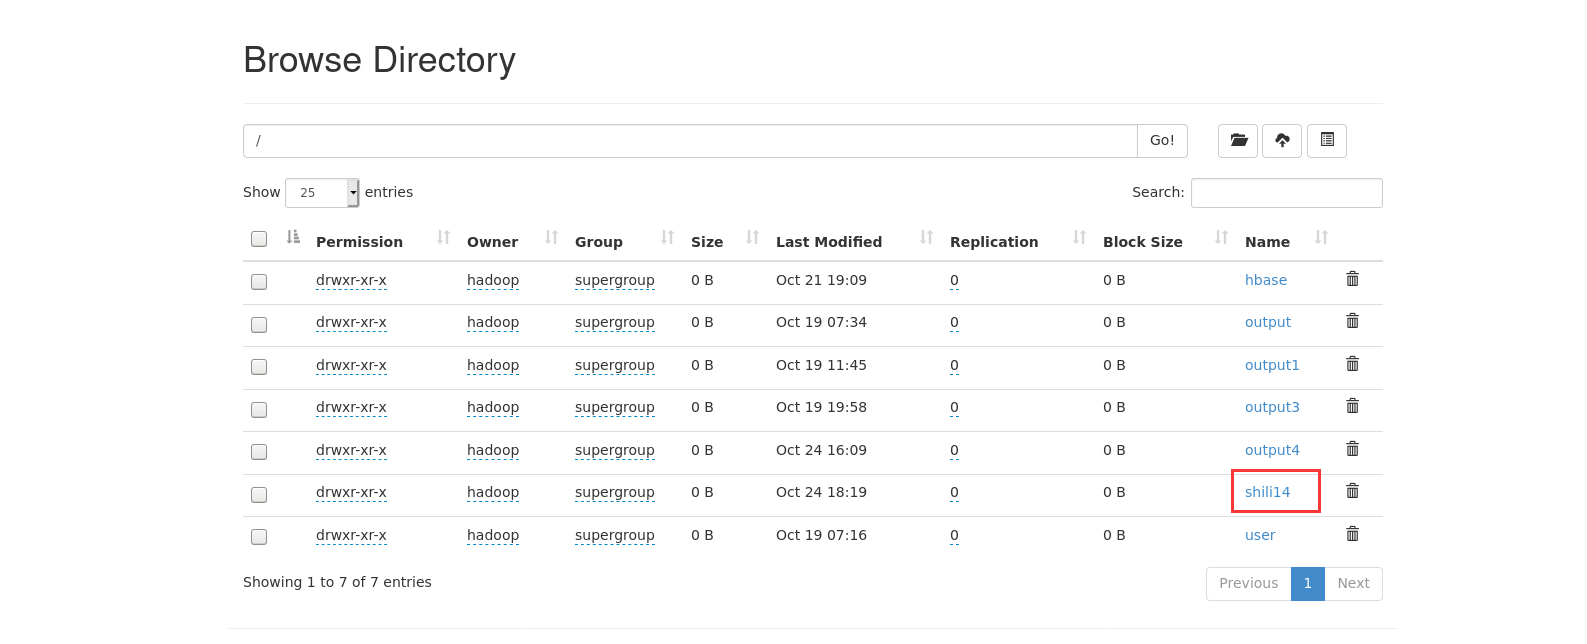 Browse Directory
/ Go!
Show 25 entries Search:
Permission Owner Group Size Last Modified Replication Block Size Name
drwxr-xr-x hadoop supergroup 0 B Oct 21 19:09 0 0 B hbase
drwxr-xr-x hadoop supergroup 0 B Oct 19 07:34 0 0 B output
drwxr-xr-x hadoop supergroup 0 B Oct 19 11:45 0 0 B output1
drwxr-xr-x hadoop supergroup 0 B Oct 19 19:58 0 0 B output3
drwxr-xr-x hadoop supergroup 0 B Oct 24 16:09 0 0 B output4
drwxr-xr-x hadoop supergroup 0 B Oct 24 18:19 0 0 B shili14
drwxr-xr-x hadoop supergroup 0 B Oct 19 07:16 0 0 B user
Showing 1 to 7 of 7 entries Previous 1 Next